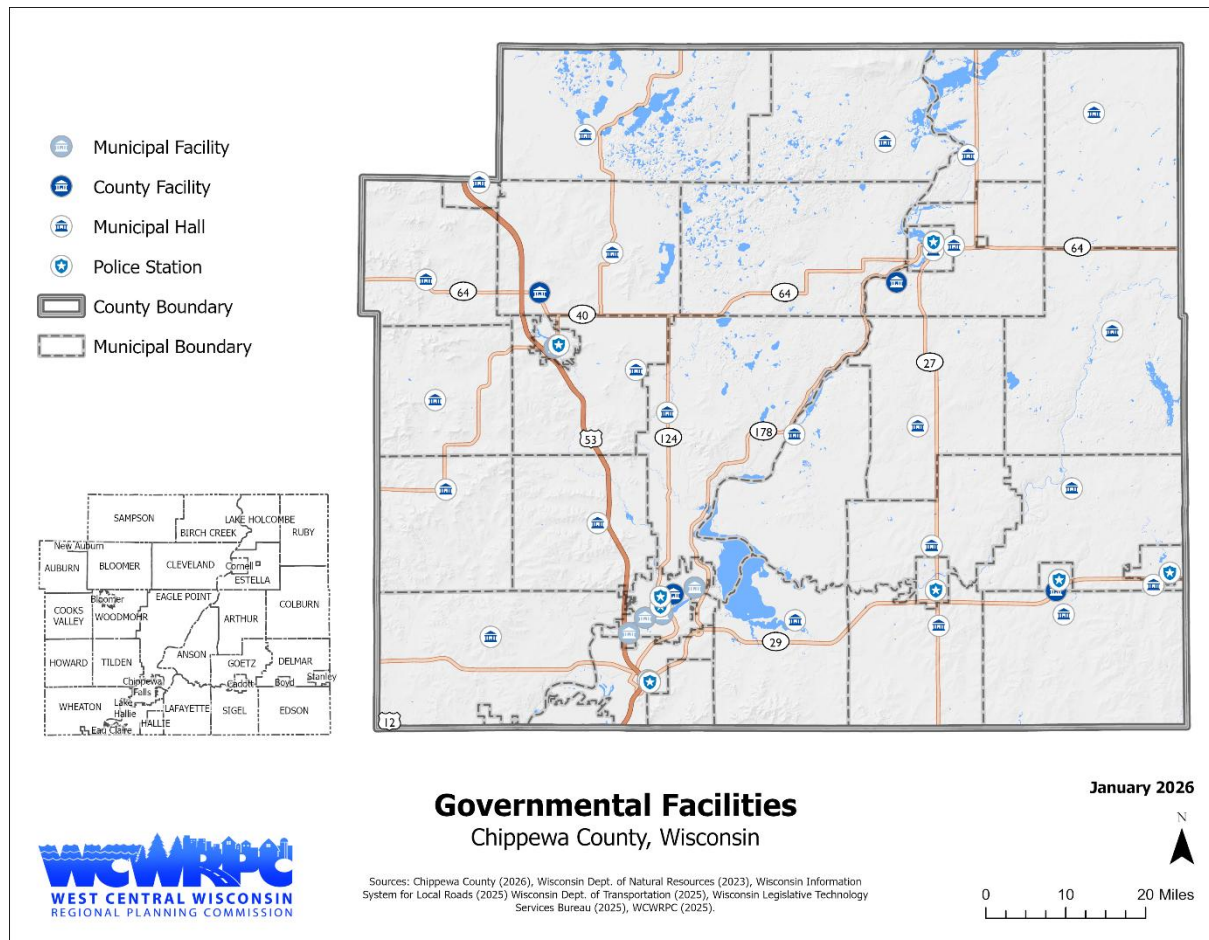 Municipal Facility
County Facility
Municipal Hall
Police Station
County Boundary
Municipal Boundary
64
64
64
40
27
53
124
178
29
12
SAMPSON
LAKE HOLCOMBE
BIRCH CREEK
RUBY
New Auburn
AUBURN
BLOOMER
CLEVELAND
Cornell
ESTELLA
Bloomer
EAGLE POINT
COOKS
VALLEY
WOODMOHR
ARTHUR
COLBURN
ANSON
HOWARD
TILDEN
GOETZ
DELMAR
Chippewa
Falls
Cadott
Boyd
Stanley
WHEATON
Lake
Hallie
LAFAYETTE
SIGEL
EDSON
HALLIE
Eau Claire
Governmental Facilities
Chippewa County, Wisconsin
January 2026
N
0 10 20 Miles
Sources: Chippewa County (2026), Wisconsin Dept. of Natural Resources (2023), Wisconsin Information
System for Local Roads (2025) Wisconsin Dept. of Transportation (2025), Wisconsin Legislative Technology
Services Bureau (2025), WCWRPC (2025).
WCWRPC
WEST CENTRAL WISCONSIN
REGIONAL PLANNING COMMISSION